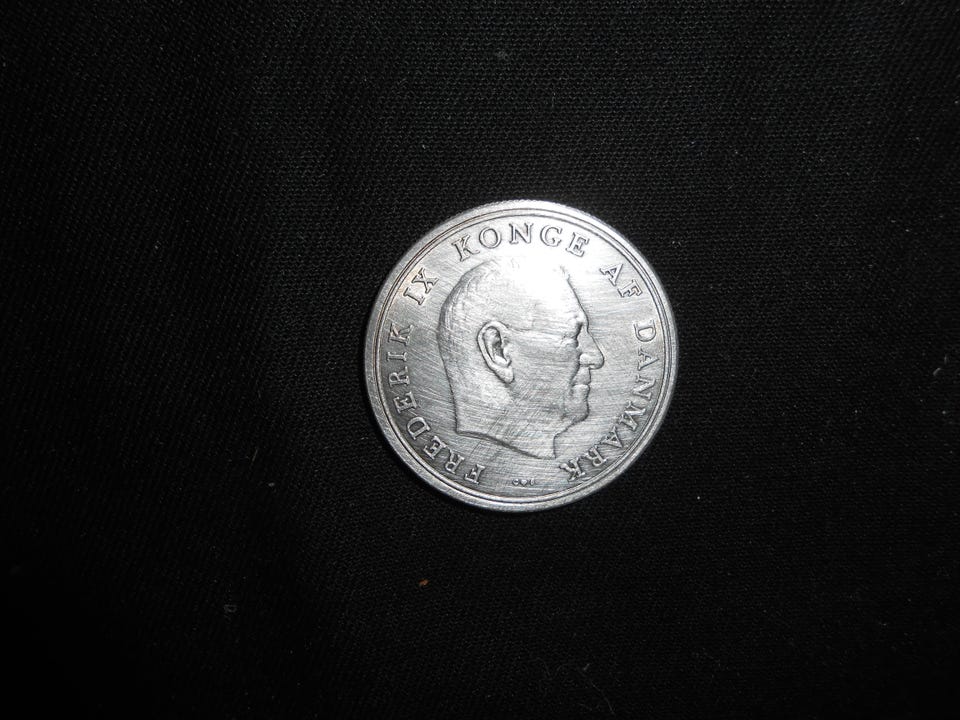 FREDERIK IX KONGE AF DANMARK